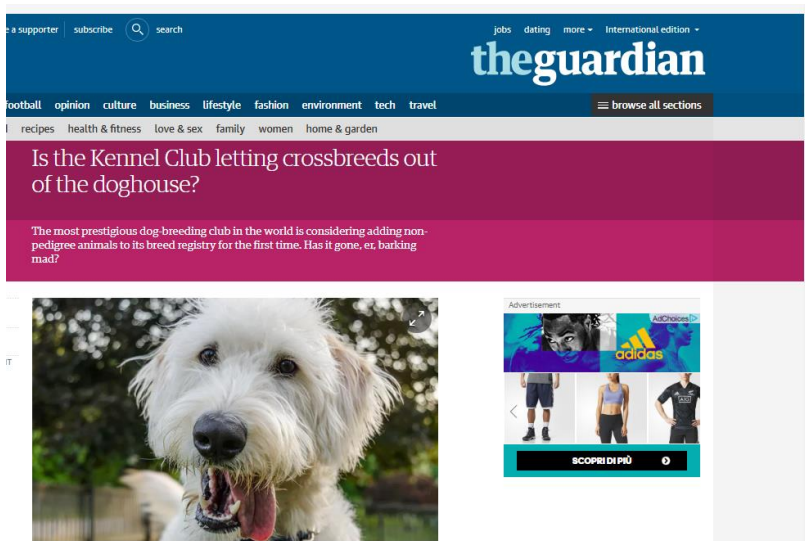 e a supporter subscribe search jobs dating more International edition
theguardian
football opinion culture business lifestyle fashion environment tech travel browse all sections
recipes health & fitness love & sex family women home & garden
Is the Kennel Club letting crossbreeds out
of the doghouse?
The most prestigious dog-breeding club in the world is considering adding non-
pedigree animals to its breed registry for the first time. Has it gone, er, barking
mad?
Advertisement
AdChoices
adidas
AIG
SCOPRI DI PIÙ